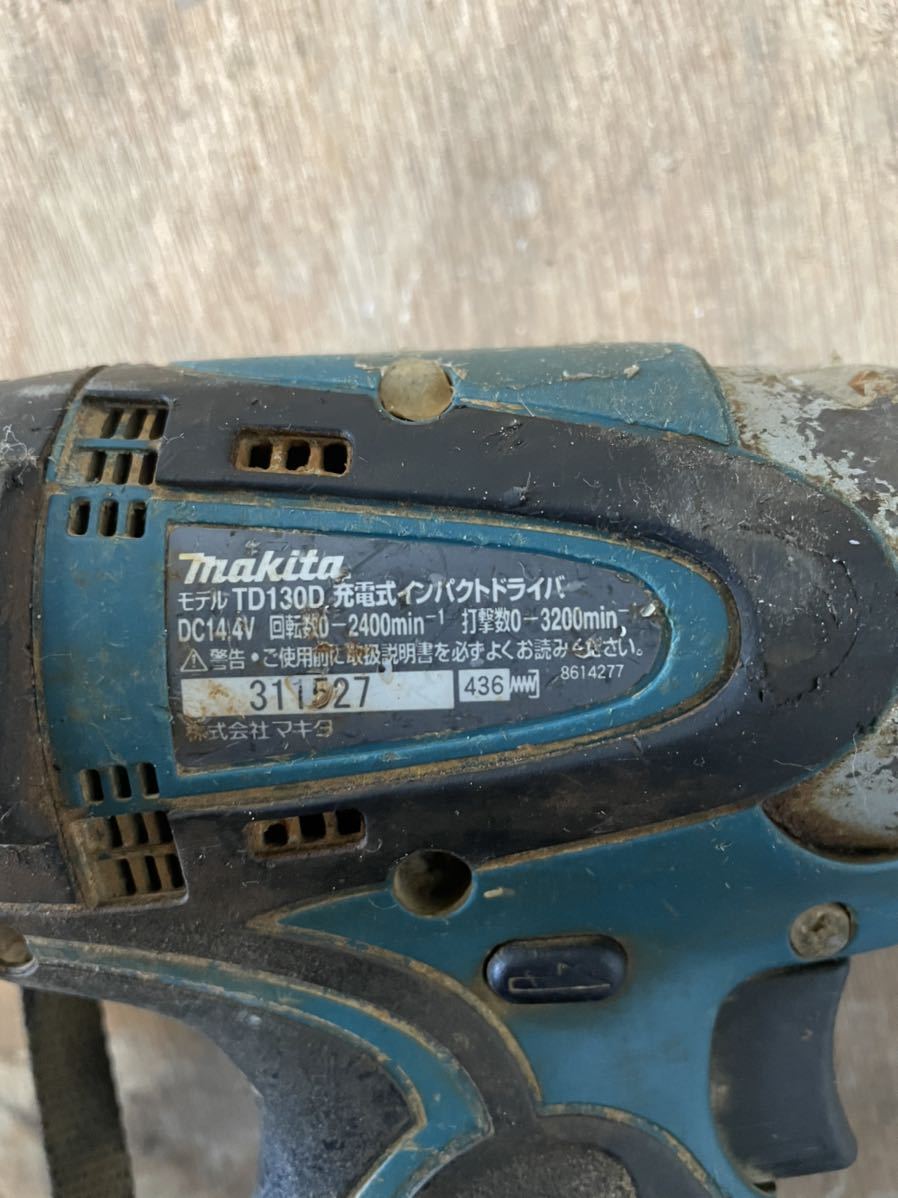 makita
モデル TD130D 充電式インパクトドライバ
DC14.4V 回転数0-2400min-1 打撃数0-3200min-
⚠警告・ご使用前に取扱説明書を必ずよくお読みください。
8614277
311527 436
株式会社 マキタ